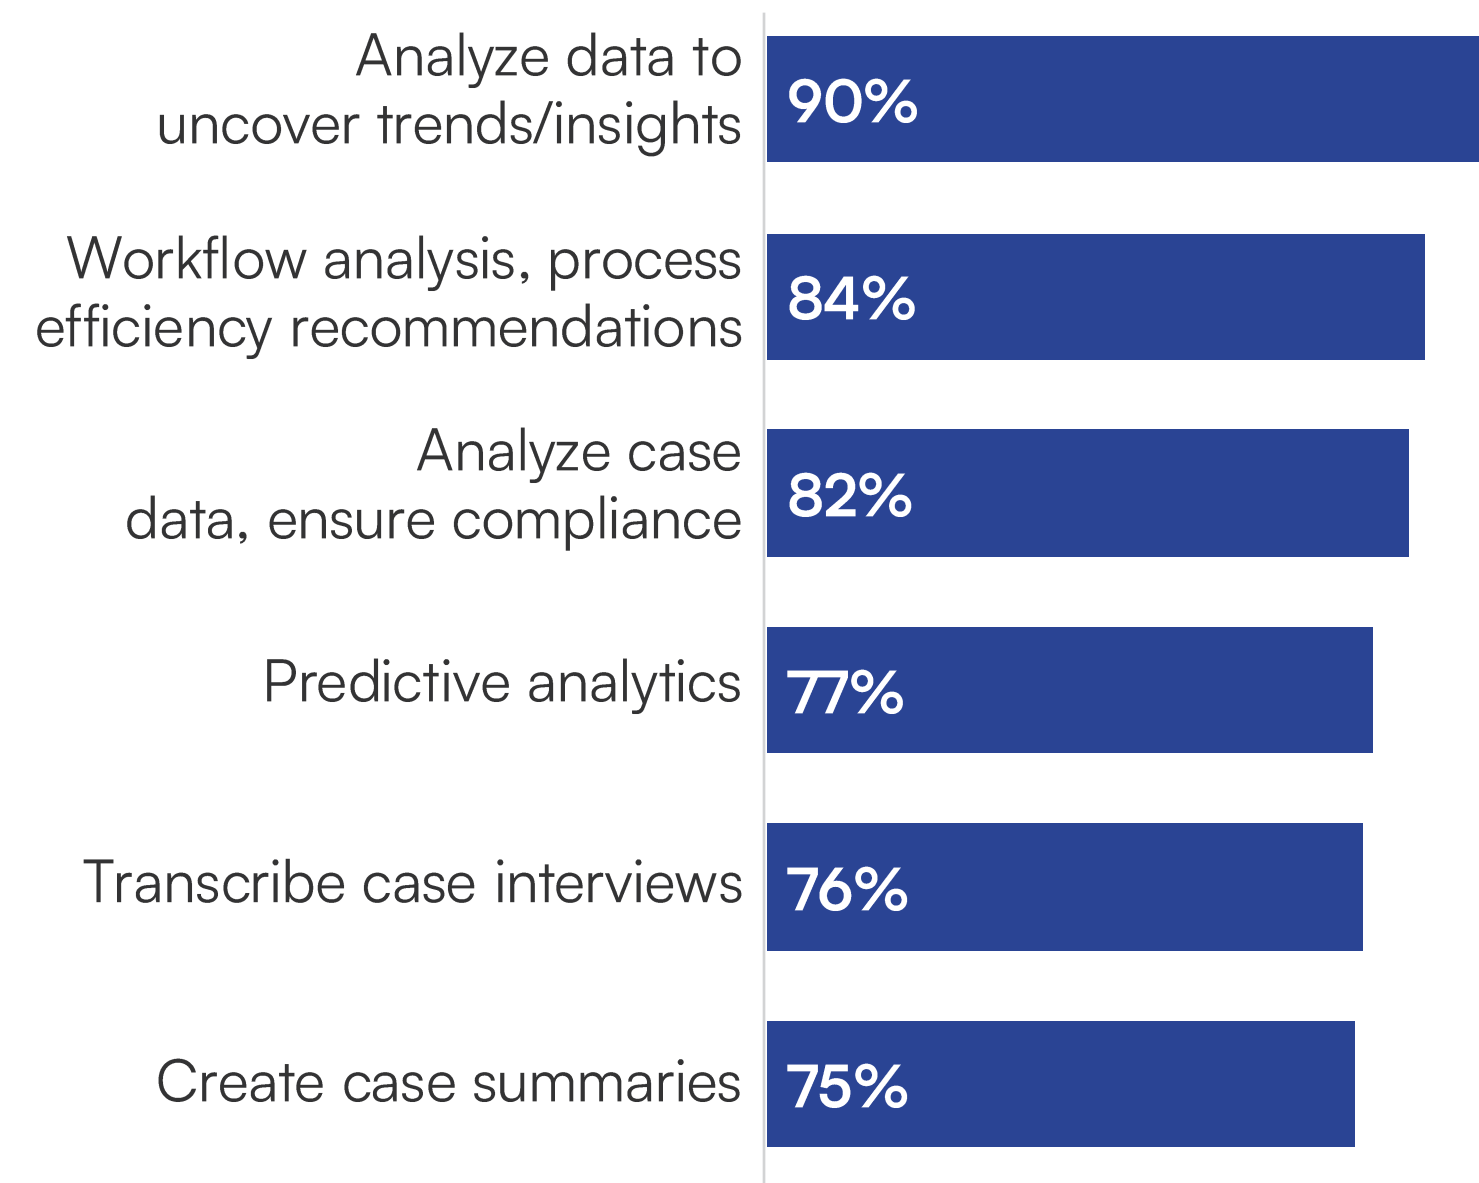 Analyze data to
uncover trends/insights
90%
Workflow analysis, process
efficiency recommendations
84%
Analyze case
data, ensure compliance
82%
Predictive analytics
77%
Transcribe case interviews
76%
Create case summaries
75%